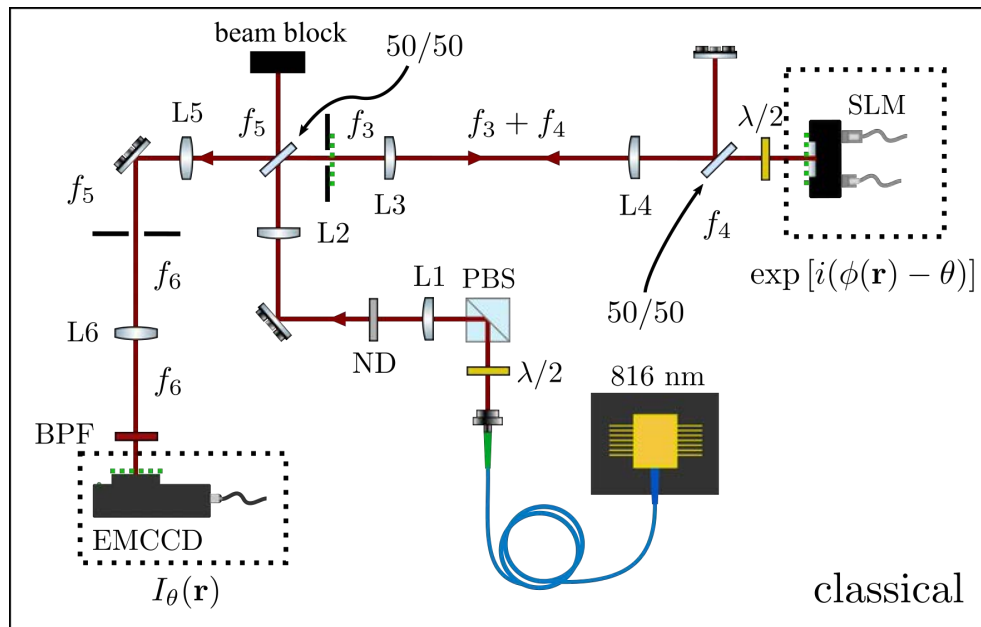 beam block
50/50
L5
f₅
f₃
f₃ + f₄
λ/2
SLM
f₅
L3
L4
f₄
L2
exp [i(ϕ(r) − θ)]
f₆
L1
PBS
50/50
L6
ND
λ/2
f₆
816 nm
BPF
EMCCD
I_θ(r)
classical